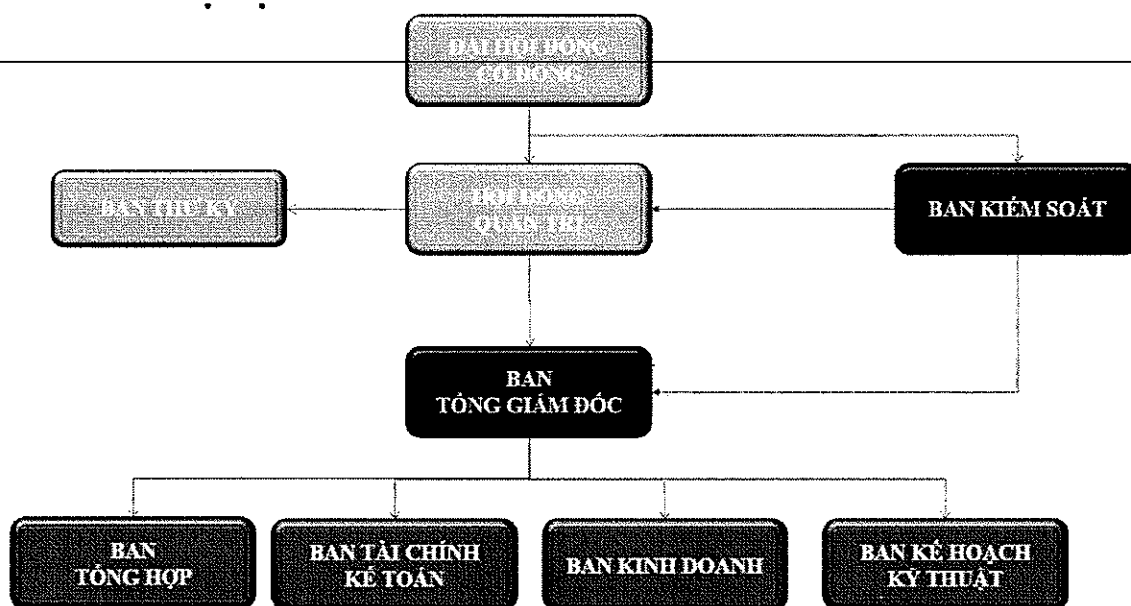 ĐẠI HỘI ĐỒNG
CỔ ĐÔNG
BAN THƯ KÝ
HỘI ĐỒNG
QUẢN TRỊ
BAN KIỂM SOÁT
BAN
TỔNG GIÁM ĐỐC
BAN
TỔNG HỢP
BAN TÀI CHÍNH
KẾ TOÁN
BAN KINH DOANH
BAN KẾ HOẠCH
KỸ THUẬT